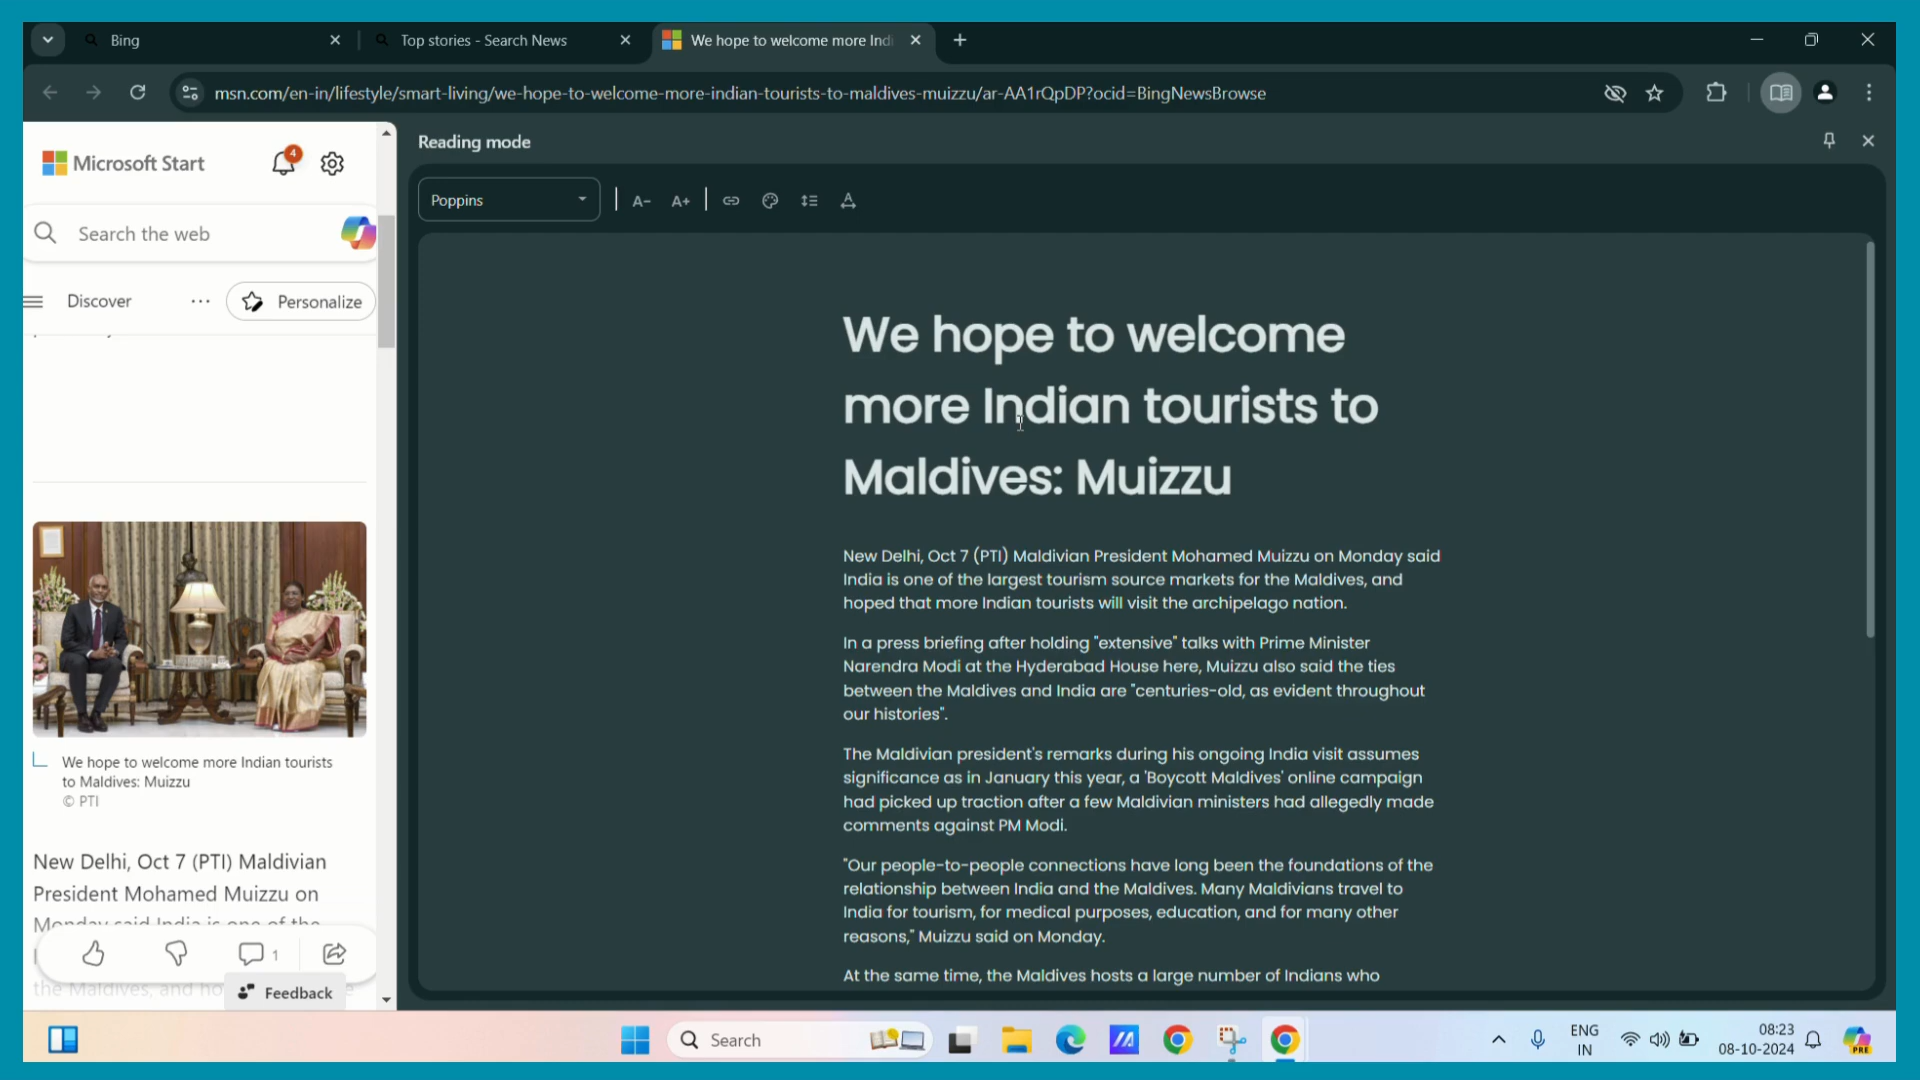 Bing
Top stories - Search News
We hope to welcome more Indi
msn.com/en-in/lifestyle/smart-living/we-hope-to-welcome-more-indian-tourists-to-maldives-muizzu/ar-AA1rQpDP?ocid=BingNewsBrowse
Microsoft Start
4
Search the web
Discover
Personalize
We hope to welcome more Indian tourists
to Maldives: Muizzu
© PTI
New Delhi, Oct 7 (PTI) Maldivian
President Mohamed Muizzu on
Monday said India is one of the
the Maldives, and ho
1
Feedback
Reading mode
Poppins
A-
A+
We hope to welcome
more Indian tourists to
Maldives: Muizzu
New Delhi, Oct 7 (PTI) Maldivian President Mohamed Muizzu on Monday said
India is one of the largest tourism source markets for the Maldives, and
hoped that more Indian tourists will visit the archipelago nation.
In a press briefing after holding "extensive" talks with Prime Minister
Narendra Modi at the Hyderabad House here, Muizzu also said the ties
between the Maldives and India are "centuries-old, as evident throughout
our histories".
The Maldivian president's remarks during his ongoing India visit assumes
significance as in January this year, a 'Boycott Maldives' online campaign
had picked up traction after a few Maldivian ministers had allegedly made
comments against PM Modi.
"Our people-to-people connections have long been the foundations of the
relationship between India and the Maldives. Many Maldivians travel to
India for tourism, for medical purposes, education, and for many other
reasons," Muizzu said on Monday.
At the same time, the Maldives hosts a large number of Indians who
Search
ENG
IN
08:23
08-10-2024
PRE